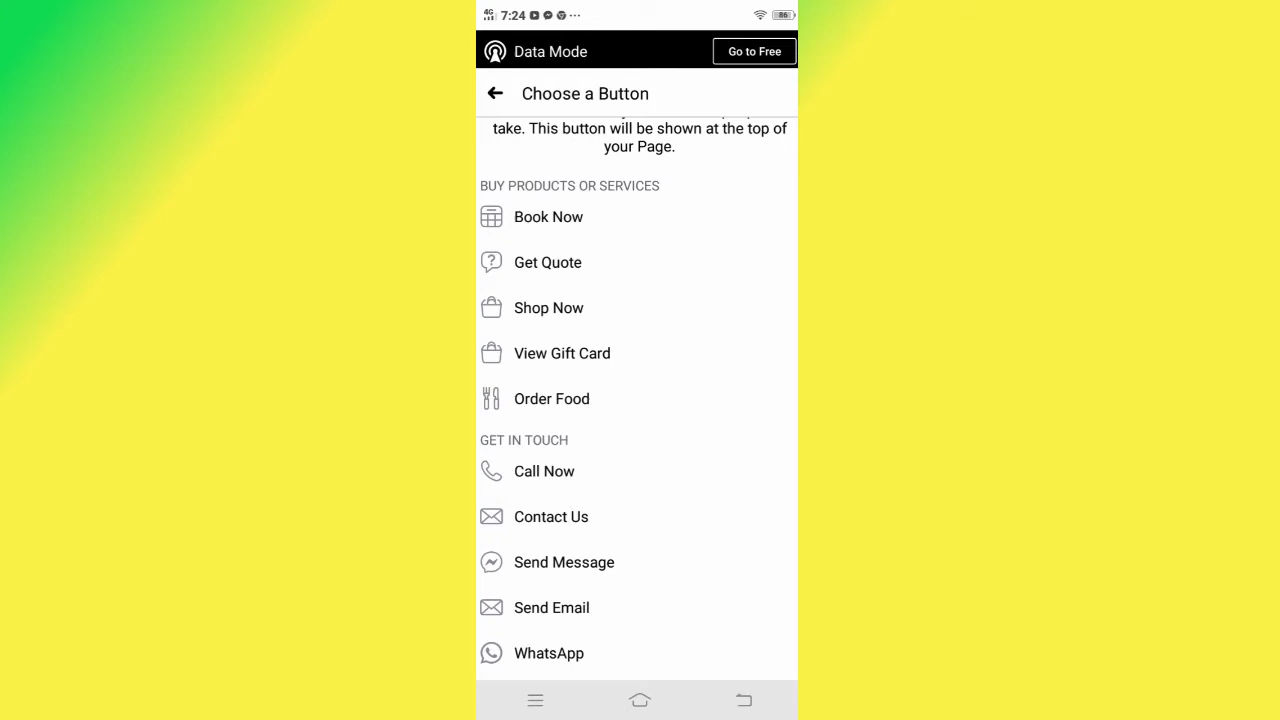 4G 7:24 86
Data Mode Go to Free
Choose a Button
take. This button will be shown at the top of
your Page.
BUY PRODUCTS OR SERVICES
Book Now
Get Quote
Shop Now
View Gift Card
Order Food
GET IN TOUCH
Call Now
Contact Us
Send Message
Send Email
WhatsApp